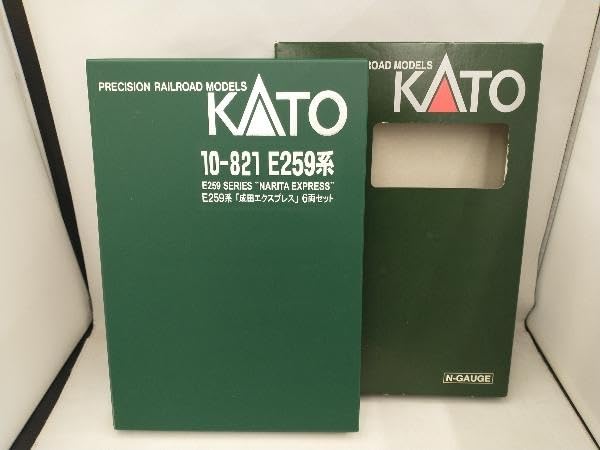 PRECISION RAILROAD MODELS
KATO
10-821 E259系
E259 SERIES "NARITA EXPRESS"
E259系「成田エクスプレス」6両セット
ROAD MODELS
KATO
N-GAUGE